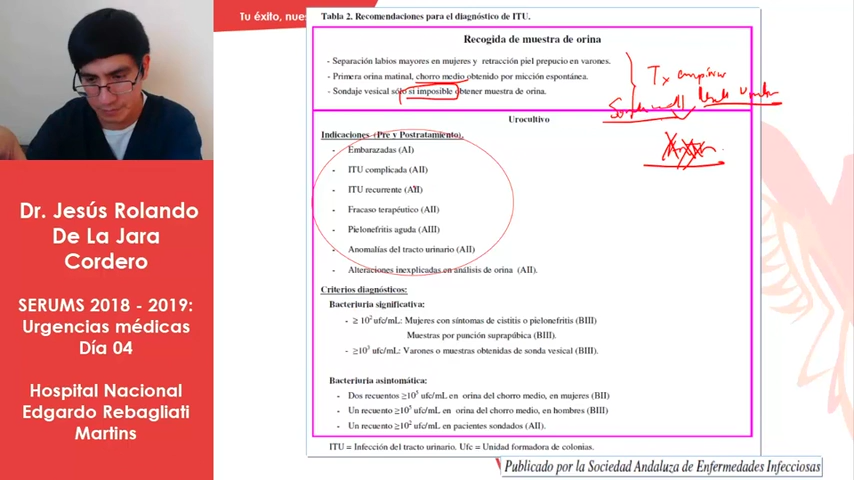 Tu éxito, nues
Tabla 2. Recomendaciones para el diagnóstico de ITU.
Recogida de muestra de orina
- Separación labios mayores en mujeres y retracción piel prepucio en varones.
- Primera orina matinal, chorro medio obtenido por micción espontánea.
- Sondaje vesical sólo si imposible obtener muestra de orina.
Tx
Urocultivo
Indicaciones (Pre y Postratamiento).
- Embarazadas (AI)
- ITU complicada (AII)
- ITU recurrente (AII)
- Fracaso terapéutico (AII)
- Pielonefritis aguda (AIII)
- Anomalías del tracto urinario (AII)
- Alteraciones inexplicadas en análisis de orina (AII).
Criterios diagnósticos:
Bacteriuria significativa:
- ≥ 10² ufc/mL: Mujeres con síntomas de cistitis o pielonefritis (BIII)
Muestras por punción suprapúbica (BIII).
- ≥10³ ufc/mL: Varones o muestras obtenidas de sonda vesical (BIII).
Bacteriuria asintomática:
- Dos recuentos ≥10⁵ ufc/mL en orina del chorro medio, en mujeres (BII)
- Un recuento ≥10⁵ ufc/mL en orina del chorro medio, en hombres (BIII)
- Un recuento ≥10² ufc/mL en pacientes sondados (AII).
ITU = Infección del tracto urinario. Ufc = Unidad formadora de colonias.
Publicado por la Sociedad Andaluza de Enfermedades Infecciosas
Dr. Jesús Rolando
De La Jara
Cordero
SERUMS 2018 - 2019:
Urgencias médicas
Día 04
Hospital Nacional
Edgardo Rebagliati
Martins